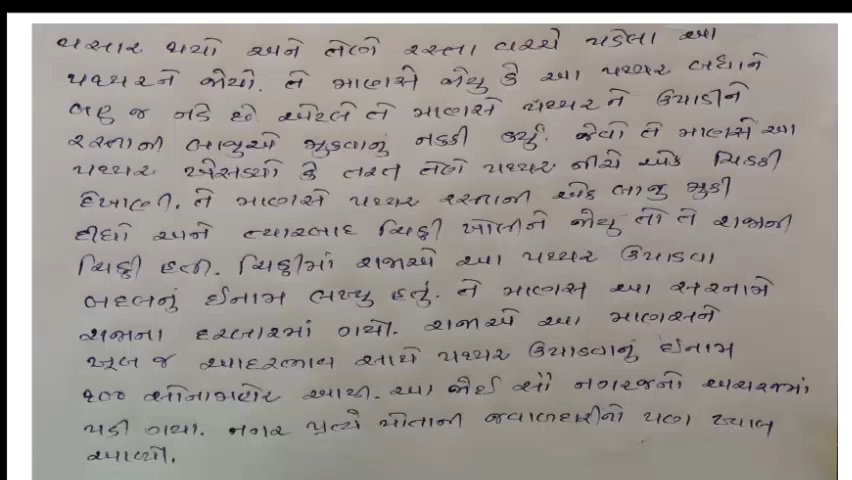 પસાર થયો અને તેણે રસ્તા વચ્ચે પડેલા આ
પથ્થરને જોયો. તે માણસે જોયુ કે આ પથ્થર બધાને
બહુ જ નડે છે એટલે તે માણસે પથ્થર ને ઉપાડીને
રસ્તાની બાજુએ મુકવાનું નક્કી કર્યું. જેવો તે માણસે આ
પથ્થર ખેસડ્યો કે તરત તેણે પથ્થર નીચે એક ચિઠ્ઠી
દેખાણી. તે માણસે પથ્થર રસ્તાની એક બાજુ મુકી
દીધો અને ત્યારબાદ ચિઠ્ઠી ખોલીને જોયુ તો તે રાજાની
ચિઠ્ઠી હતી. ચિઠ્ઠીમાં રાજાએ આ પથ્થર ઉપાડવા
બદલનું ઈનામ લખ્યુ હતું. તે માણસ આ સરનામે
રાજાના દરબારમાં ગયો. રાજાએ આ માણસને
ખૂબ જ આદરભાવ સાથે પથ્થર ઉપાડવાનું ઈનામ
૧૦૦ સોનામહોર આપી. આ જોઈ સૌ નગરજનો અચરજમાં
પડી ગયા. નગર પ્રત્યે પોતાની જવાબદારીનો પણ ખ્યાલ
આવ્યો.